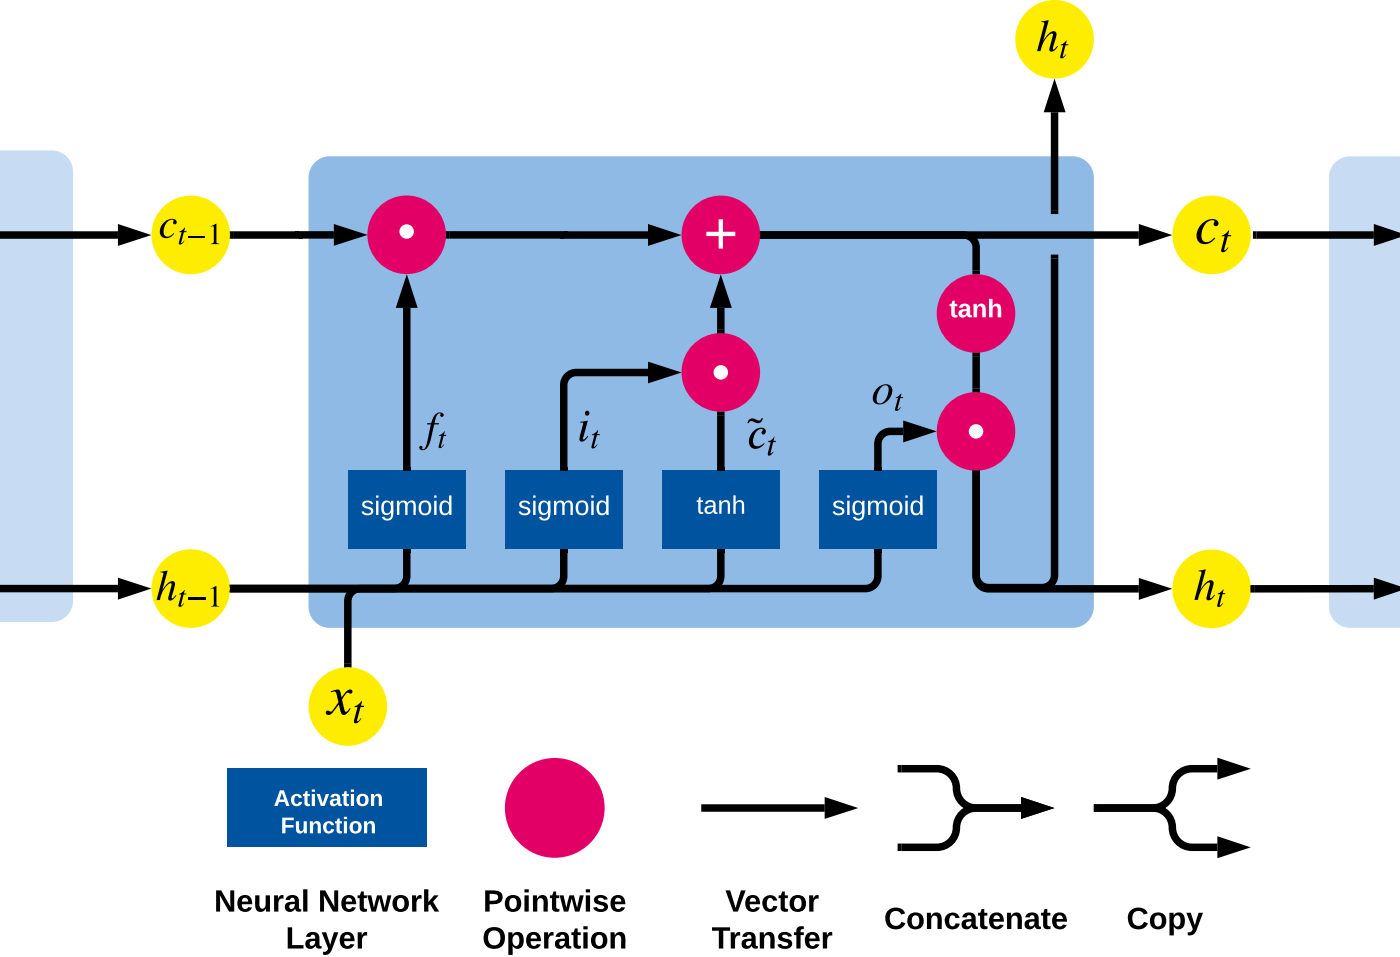 h_t
c_{t−1}
+
c_t
tanh
o_t
f_t
i_t
c̃_t
sigmoid
sigmoid
tanh
sigmoid
h_{t−1}
h_t
x_t
Activation
Function
Neural Network
Layer
Pointwise
Operation
Vector
Transfer
Concatenate
Copy